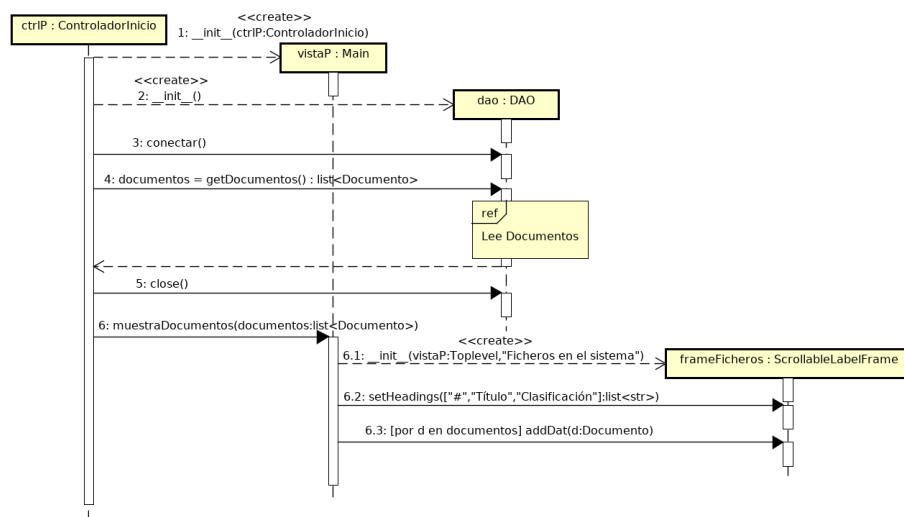 <<create>>
ctrlP : ControladorInicio
1: __init__(ctrlP:ControladorInicio)
vistaP : Main
<<create>>
2: __init__()
dao : DAO
3: conectar()
4: documentos = getDocumentos() : list<Documento>
ref
Lee Documentos
5: close()
6: muestraDocumentos(documentos:list<Documento>)
<<create>>
6.1: __init__(vistaP:Toplevel,"Ficheros en el sistema")
frameFicheros : ScrollableLabelFrame
6.2: setHeadings(["#","Título","Clasificación"]:list<str>)
6.3: [por d en documentos] addDat(d:Documento)